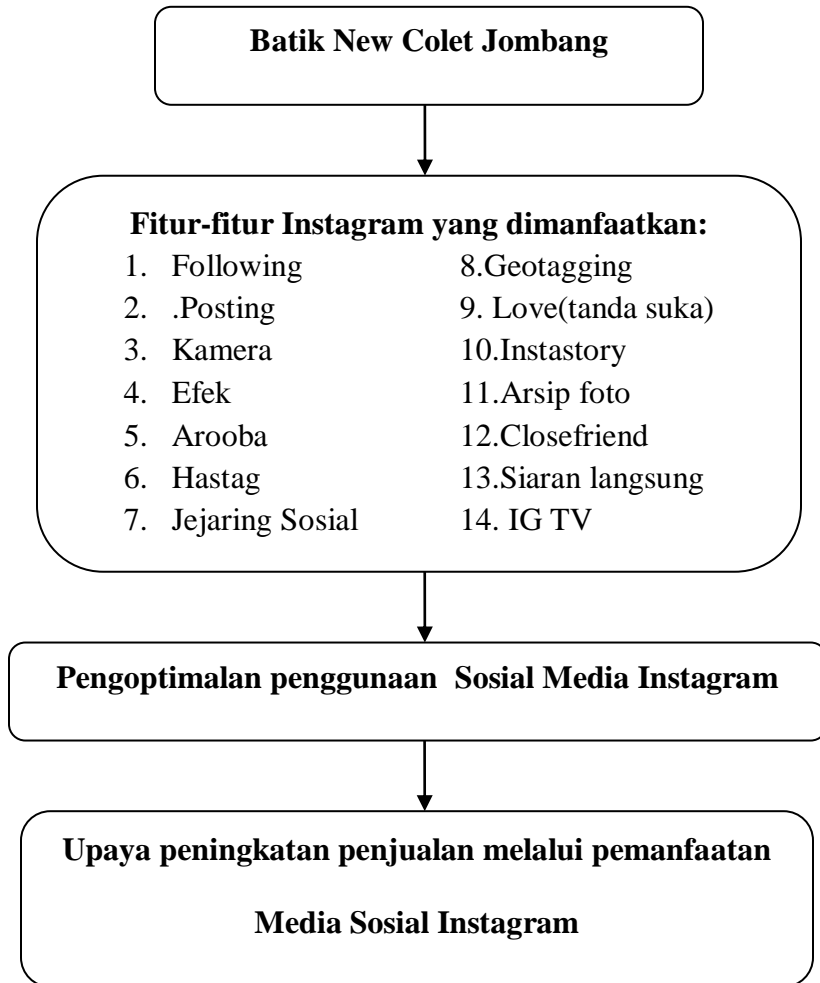 Batik New Colet Jombang
Fitur-fitur Instagram yang dimanfaatkan:
1. Following
2. .Posting
3. Kamera
4. Efek
5. Arooba
6. Hastag
7. Jejaring Sosial
8.Geotagging
9. Love(tanda suka)
10.Instastory
11.Arsip foto
12.Closefriend
13.Siaran langsung
14. IG TV
Pengoptimalan penggunaan Sosial Media Instagram
Upaya peningkatan penjualan melalui pemanfaatan
Media Sosial Instagram